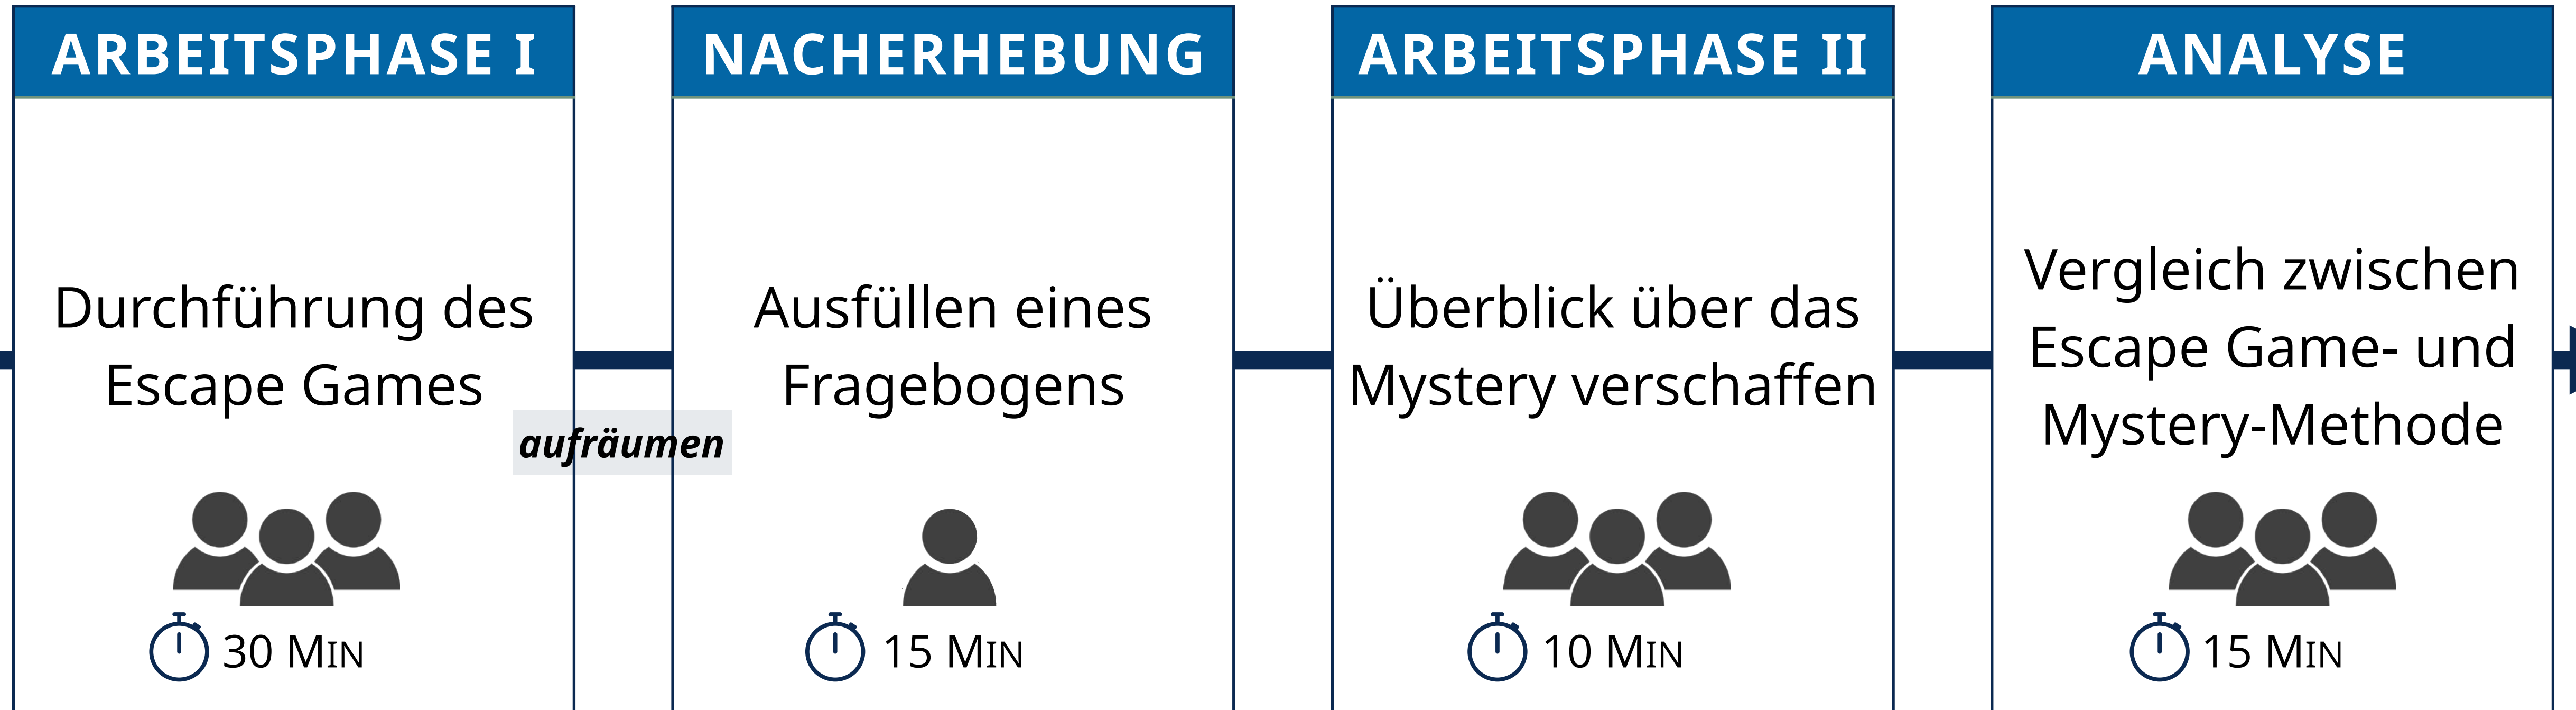 ARBEITSPHASE I
Durchführung des
Escape Games
30 MIN
aufräumen
NACHERHEBUNG
Ausfüllen eines
Fragebogens
15 MIN
ARBEITSPHASE II
Überblick über das
Mystery verschaffen
10 MIN
ANALYSE
Vergleich zwischen
Escape Game- und
Mystery-Methode
15 MIN